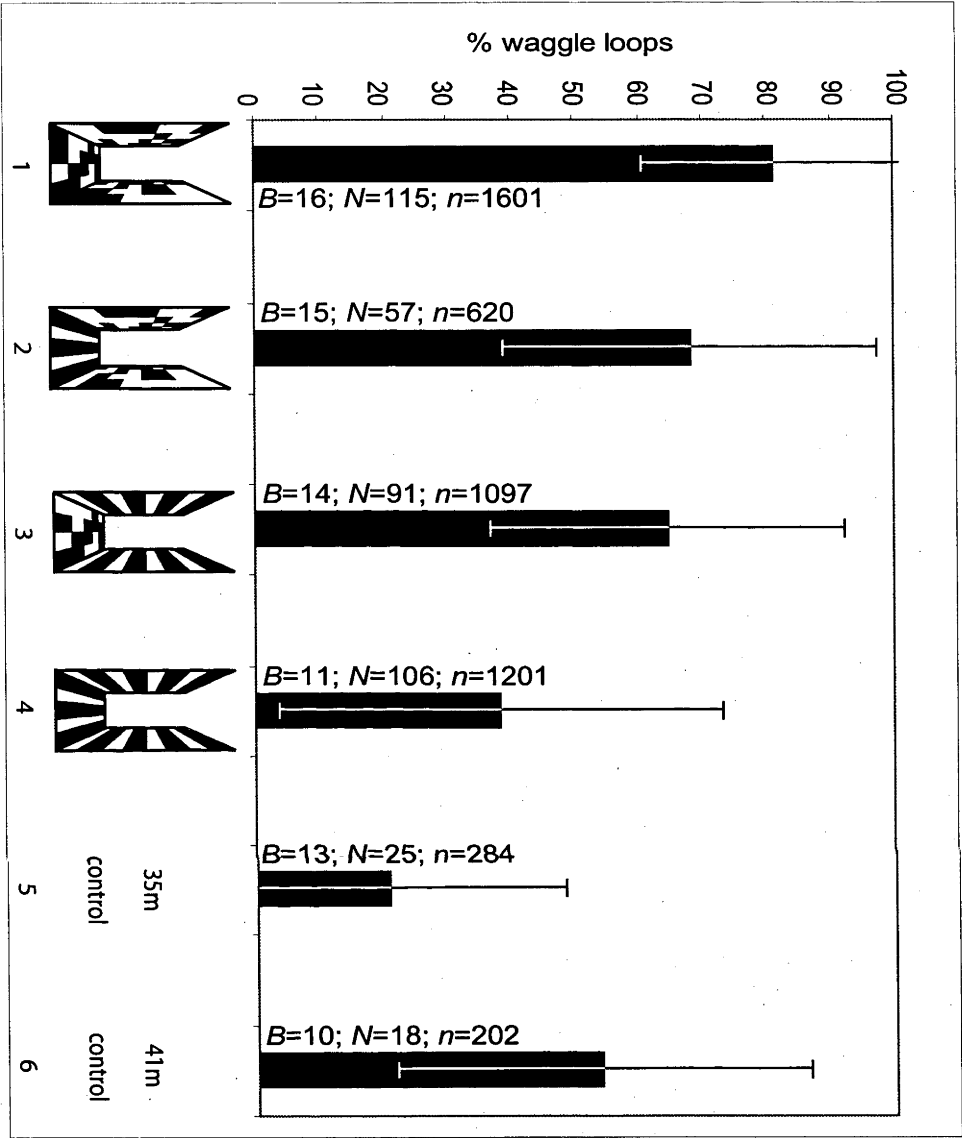 % waggle loops
100
90
80
70
60
50
40
30
20
10
0
B=16; N=115; n=1601
B=15; N=57; n=620
B=14; N=91; n=1097
B=11; N=106; n=1201
B=13; N=25; n=284
B=10; N=18; n=202
35m
control
41m
control
1
2
3
4
5
6